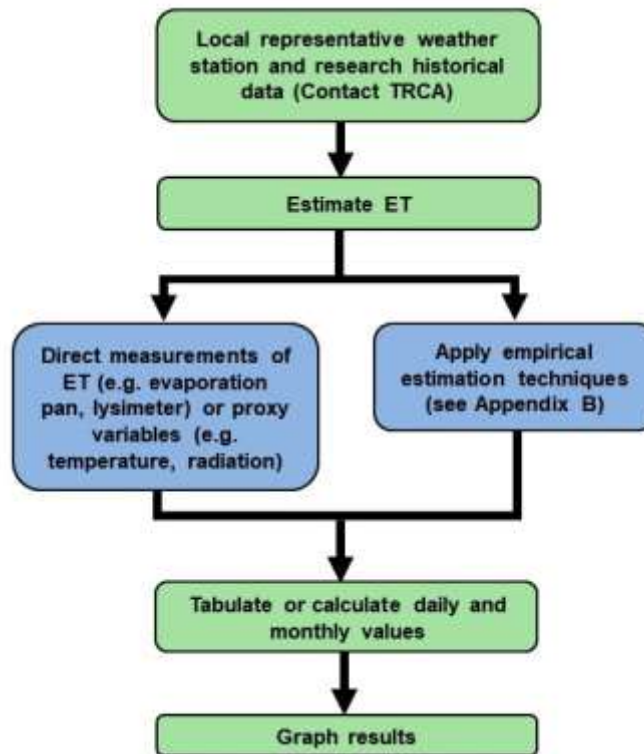 Local representative weather
station and research historical
data (Contact TRCA)
Estimate ET
Direct measurements of
ET (e.g. evaporation
pan, lysimeter) or proxy
variables (e.g.
temperature, radiation)
Apply empirical
estimation techniques
(see Appendix B)
Tabulate or calculate daily and
monthly values
Graph results